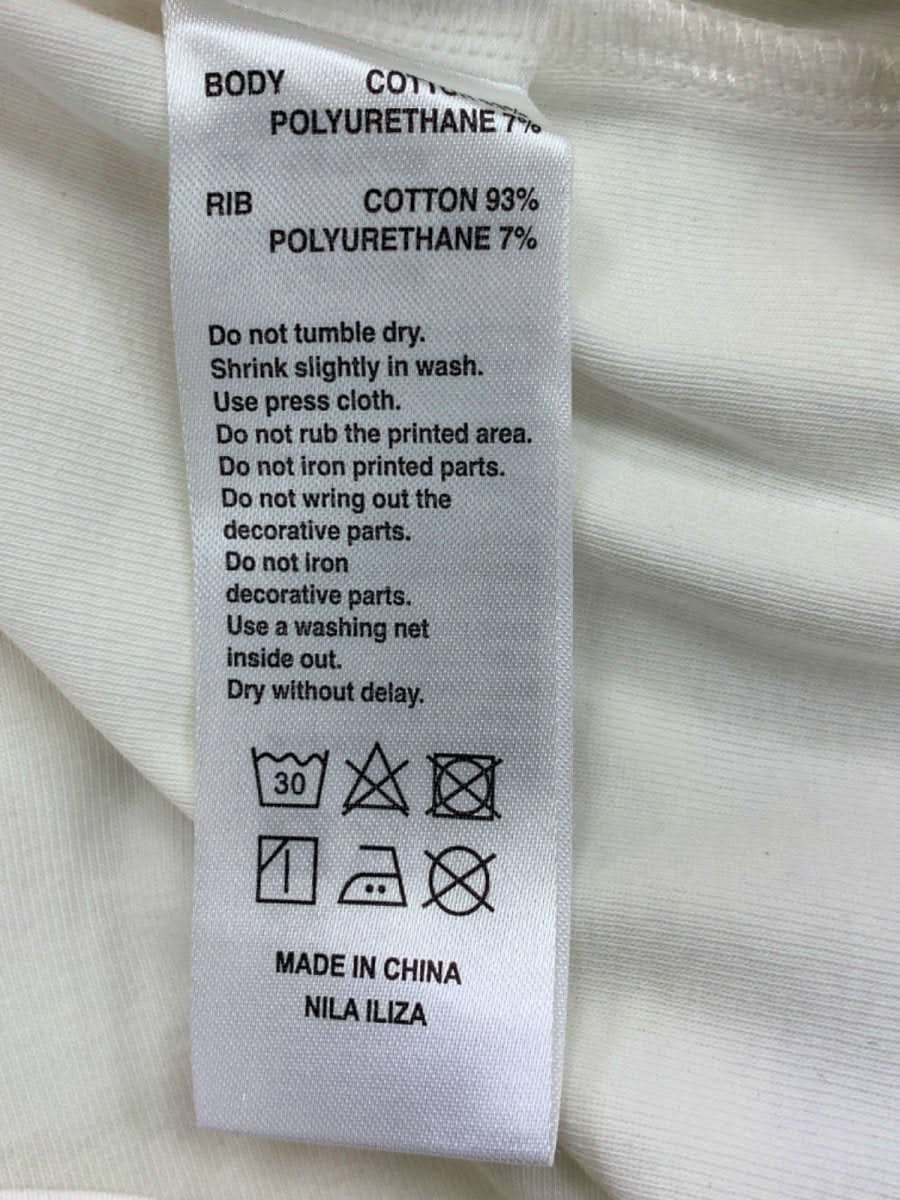 BODY
POLYURETHANE 7%
RIB COTTON 93%
POLYURETHANE 7%
Do not tumble dry.
Shrink slightly in wash.
Use press cloth.
Do not rub the printed area.
Do not iron printed parts.
Do not wring out the
decorative parts.
Do not iron
decorative parts.
Use a washing net
inside out.
Dry without delay.
30
MADE IN CHINA
NILA ILIZA